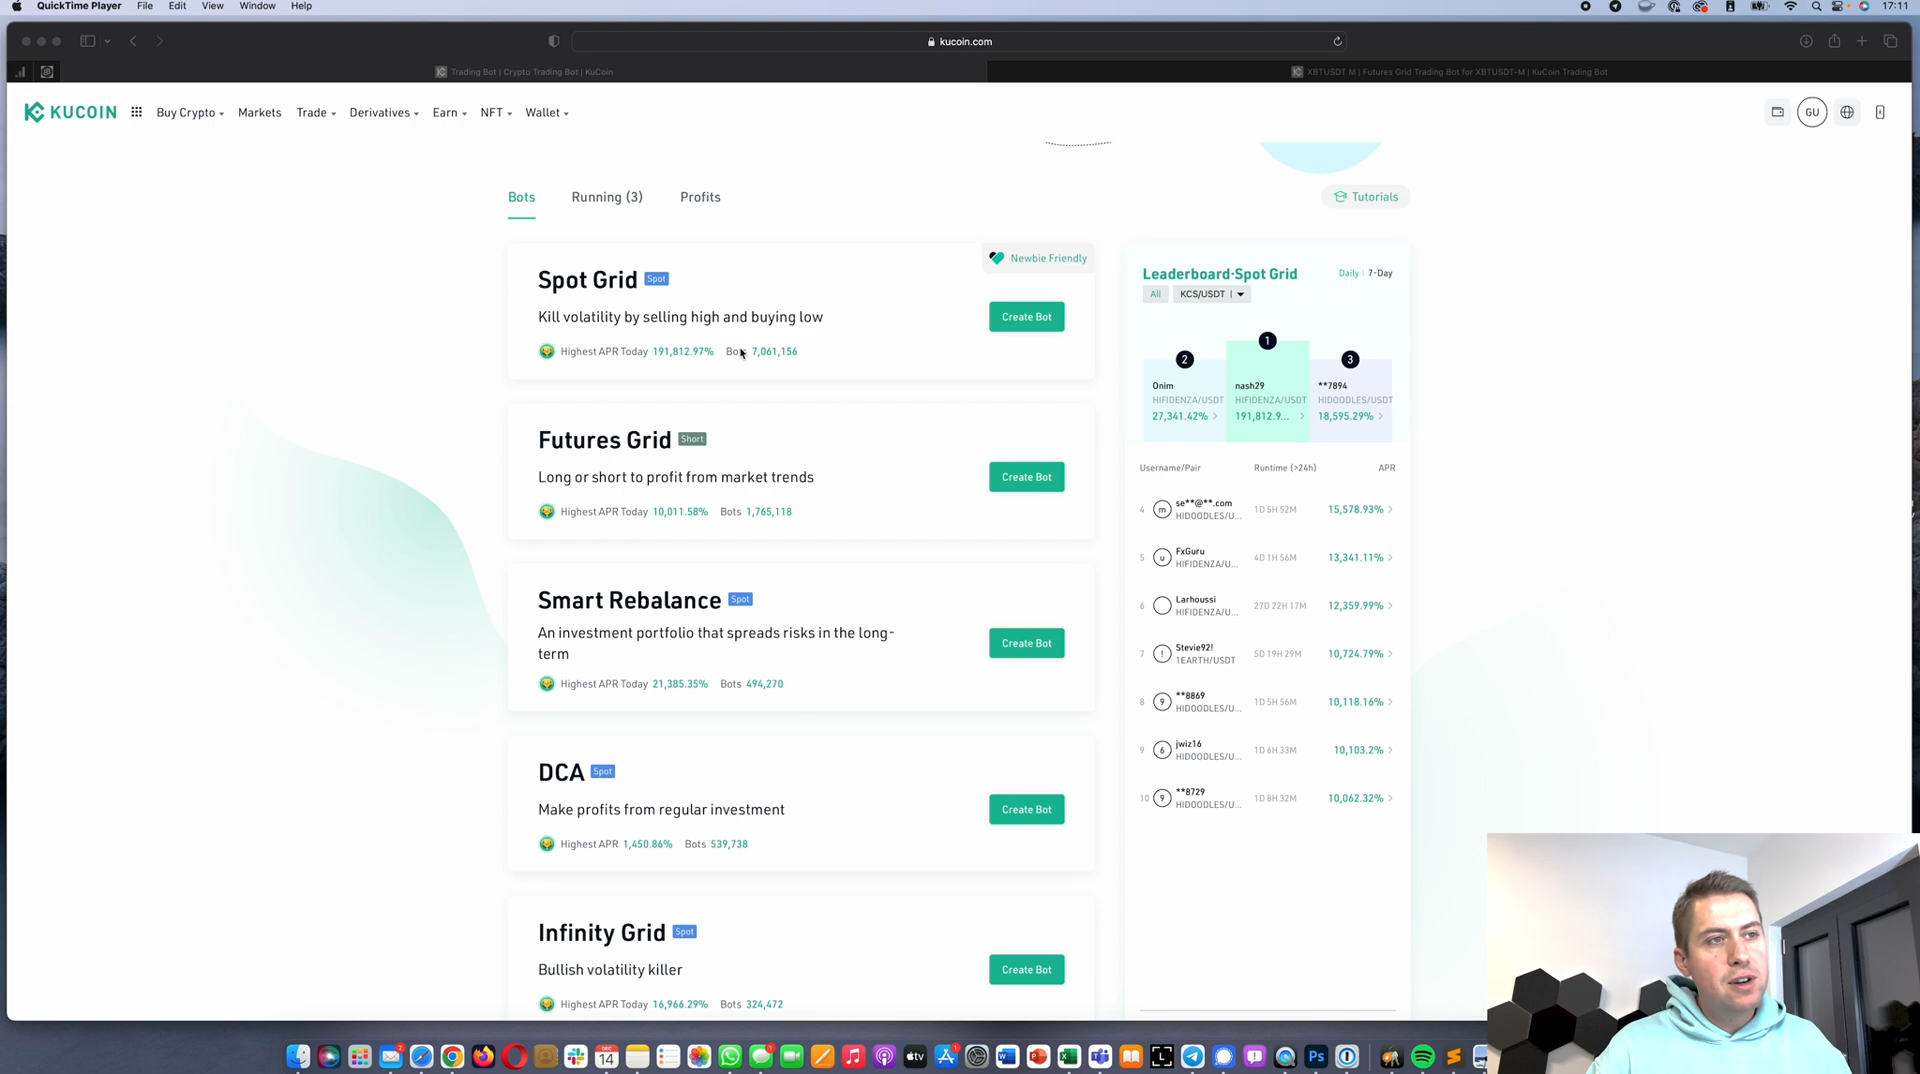 QuickTime Player File Edit View Window Help 17:11
kucoin.com
Trading Bot | Crypto Trading Bot | KuCoin
XBTUSDT M | Futures Grid Trading Bot for XBTUSDT-M | KuCoin Trading Bot
KUCOIN Buy Crypto Markets Trade Derivatives Earn NFT Wallet GU
Bots Running (3) Profits Tutorials
Newbie Friendly
Spot Grid Spot
Kill volatility by selling high and buying low
Create Bot
Highest APR Today 191,812.97% Bots 7,061,156
Futures Grid Short
Long or short to profit from market trends
Create Bot
Highest APR Today 10,011.58% Bots 1,765,118
Smart Rebalance Spot
An investment portfolio that spreads risks in the long-
term
Create Bot
Highest APR Today 21,385.35% Bots 494,270
DCA Spot
Make profits from regular investment
Create Bot
Highest APR 1,450.86% Bots 539,738
Infinity Grid Spot
Bullish volatility killer
Create Bot
Highest APR Today 16,966.29% Bots 324,472
Leaderboard·Spot Grid Daily | 7-Day
All KCS/USDT
1
2 3
Onim nash29 **7894
HIFIDENZA/USDT HIFIDENZA/USDT HIDOODLES/USDT
27,341.42% 191,812.9... 18,595.29%
Username/Pair Runtime (>24h) APR
4 m se**@**.com HIDOODLES/U... 1D 5H 52M 15,578.93%
5 u FxGuru HIFIDENZA/U... 4D 1H 56M 13,341.11%
6 Larhoussi HIFIDENZA/U... 27D 22H 17M 12,359.99%
7 ! Stevie92! 1EARTH/USDT 5D 19H 29M 10,724.79%
8 9 **8869 HIDOODLES/U... 1D 5H 56M 10,118.16%
9 6 jwiz16 HIDOODLES/U... 1D 6H 33M 10,103.2%
10 9 **8729 HIDOODLES/U... 1D 8H 32M 10,062.32%
DEC
14
tv
Ps